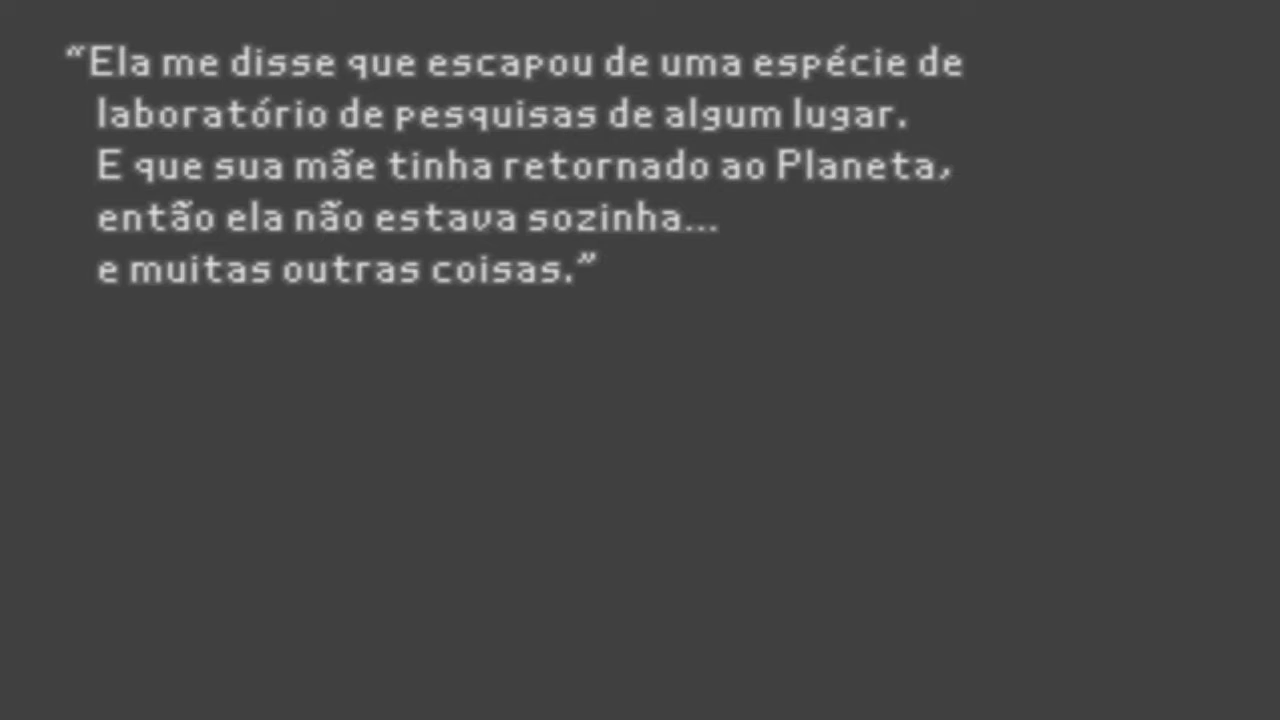 “Ela me disse que escapou de uma espécie de
laboratório de pesquisas de algum lugar.
E que sua mãe tinha retornado ao Planeta,
então ela não estava sozinha...
e muitas outras coisas.”